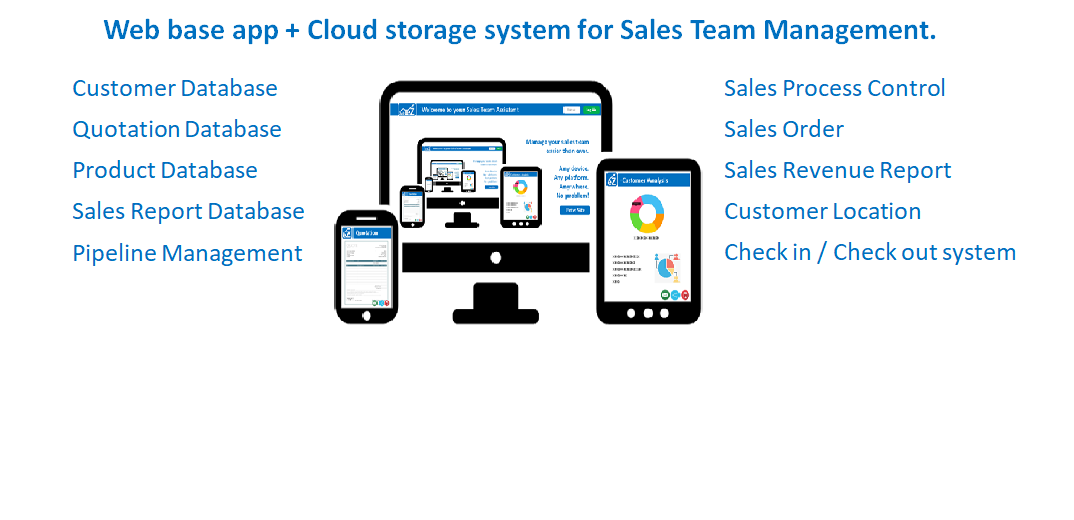 Web base app + Cloud storage system for Sales Team Management.
Customer Database
Quotation Database
Product Database
Sales Report Database
Pipeline Management
Welcome to your Sales Team Assistant
Manage your sales team
easier than ever.
Any device.
Any platform.
Anywhere.
No problem!
Quotation
Customer Analysis
Sales Process Control
Sales Order
Sales Revenue Report
Customer Location
Check in / Check out system